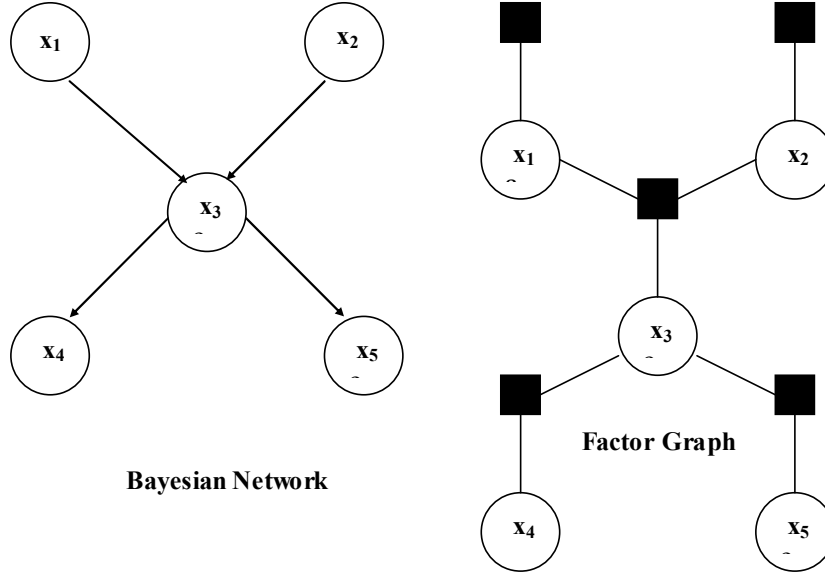 x₁
x₂
x₃
x₄
x₅
Bayesian Network
x₁
x₂
x₃
Factor Graph
x₄
x₅